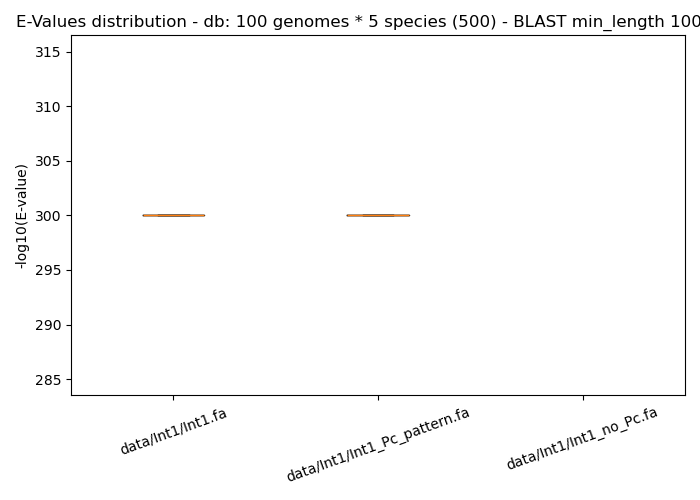 E-Values distribution - db: 100 genomes * 5 species (500) - BLAST min_length 100
315
310
305
300
295
290
285
-log10(E-value)
data/Int1/Int1.fa
data/Int1/Int1_Pc_pattern.fa
data/Int1/Int1_no_Pc.fa